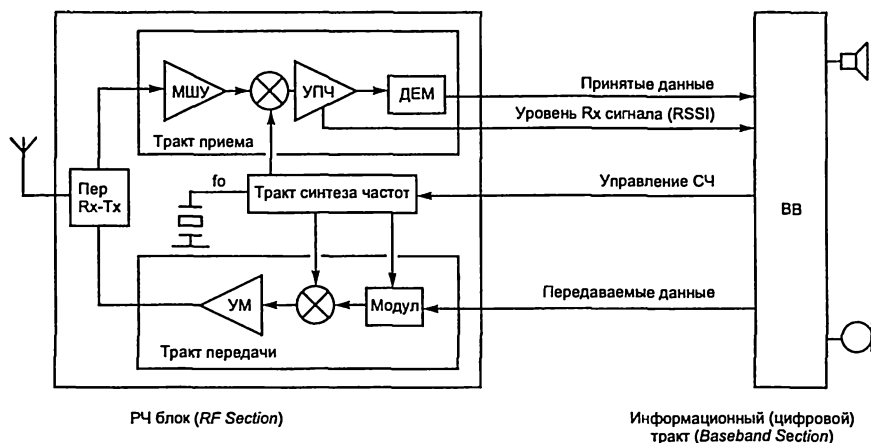 МШУ
УПЧ
ДЕМ
Принятые данные
Уровень Rx сигнала (RSSI)
Тракт приема
Пер
Rx-Tx
fo
Тракт синтеза частот
Управление СЧ
ВВ
УМ
Модул
Передаваемые данные
Тракт передачи
РЧ блок (RF Section)
Информационный (цифровой)
тракт (Baseband Section)